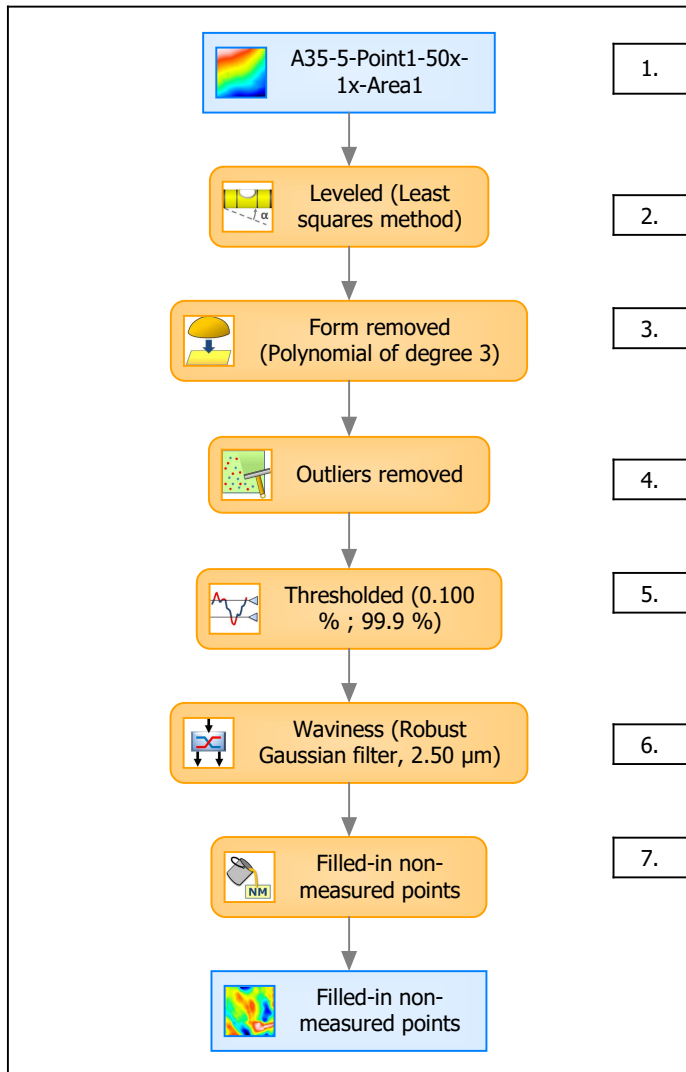 A35-5-Point1-50x-
1x-Area1
1.
Leveled (Least
squares method)
α
2.
Form removed
(Polynomial of degree 3)
3.
Outliers removed
4.
Thresholded (0.100
% ; 99.9 %)
5.
Waviness (Robust
Gaussian filter, 2.50 µm)
6.
Filled-in non-
measured points
NM
7.
Filled-in non-
measured points